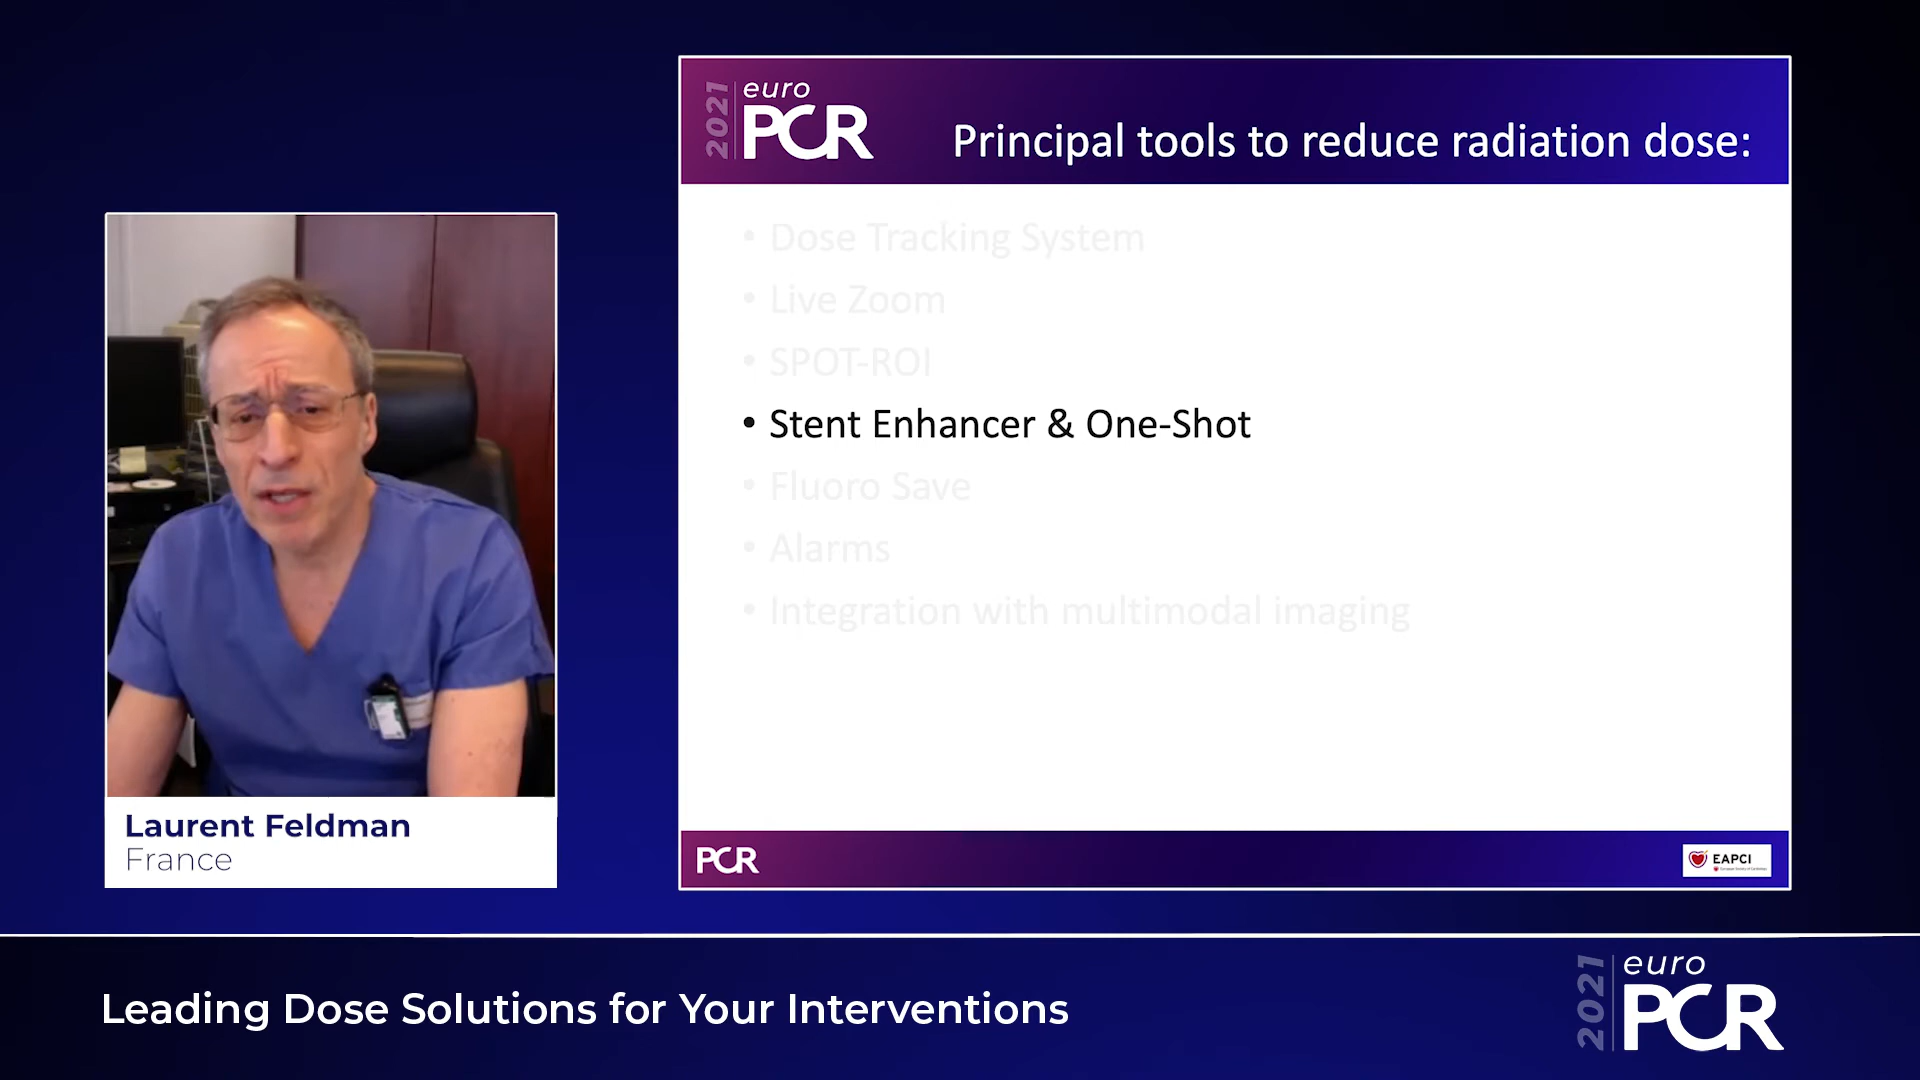 2021 euro PCR
Principal tools to reduce radiation dose:
• Dose Tracking System
• Live Zoom
• SPOT-ROI
• Stent Enhancer & One-Shot
• Fluoro Save
• Alarms
• Integration with multimodal imaging
Laurent Feldman
France
PCR
EAPCI
Leading Dose Solutions for Your Interventions
2021 euro PCR